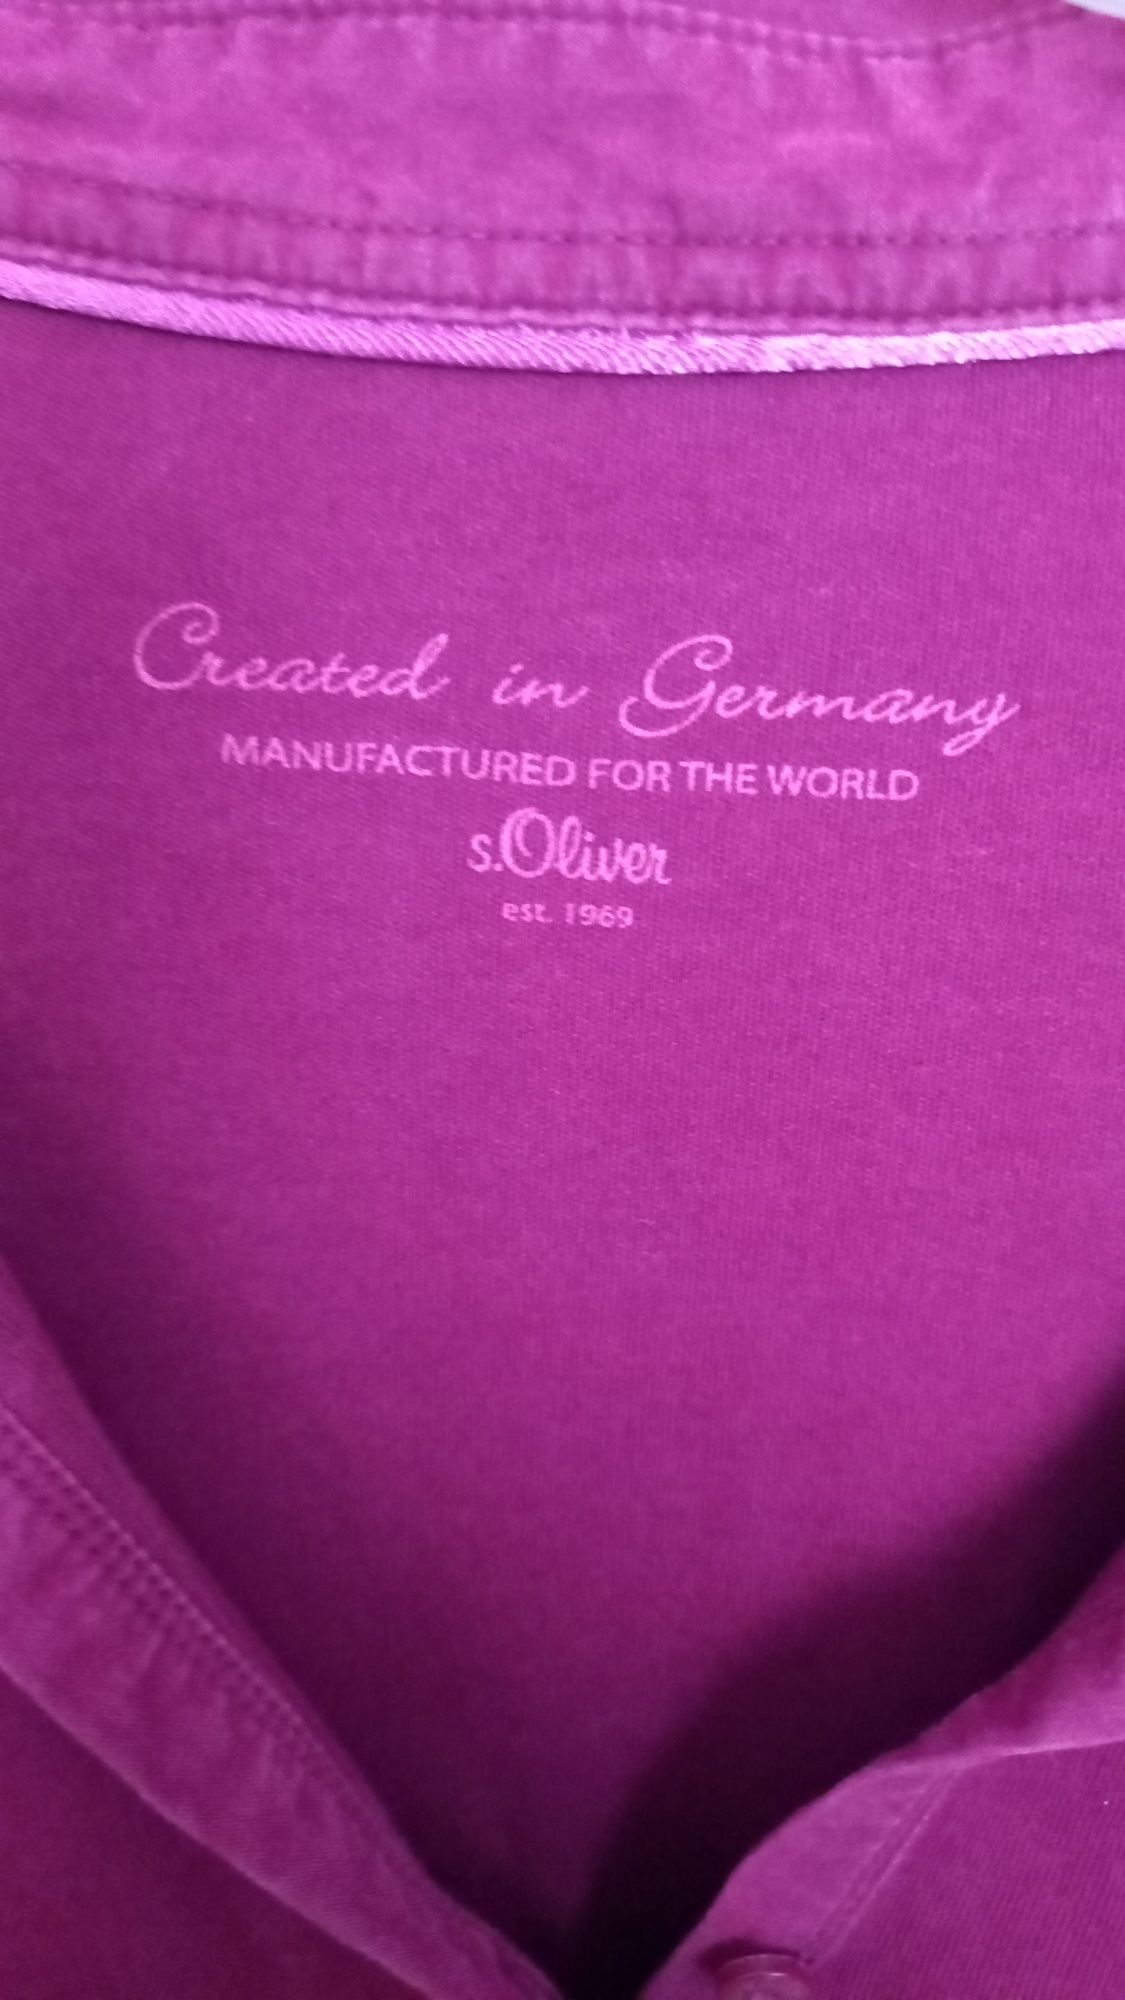 Created in Germany
MANUFACTURED FOR THE WORLD
s.Oliver
est. 1969